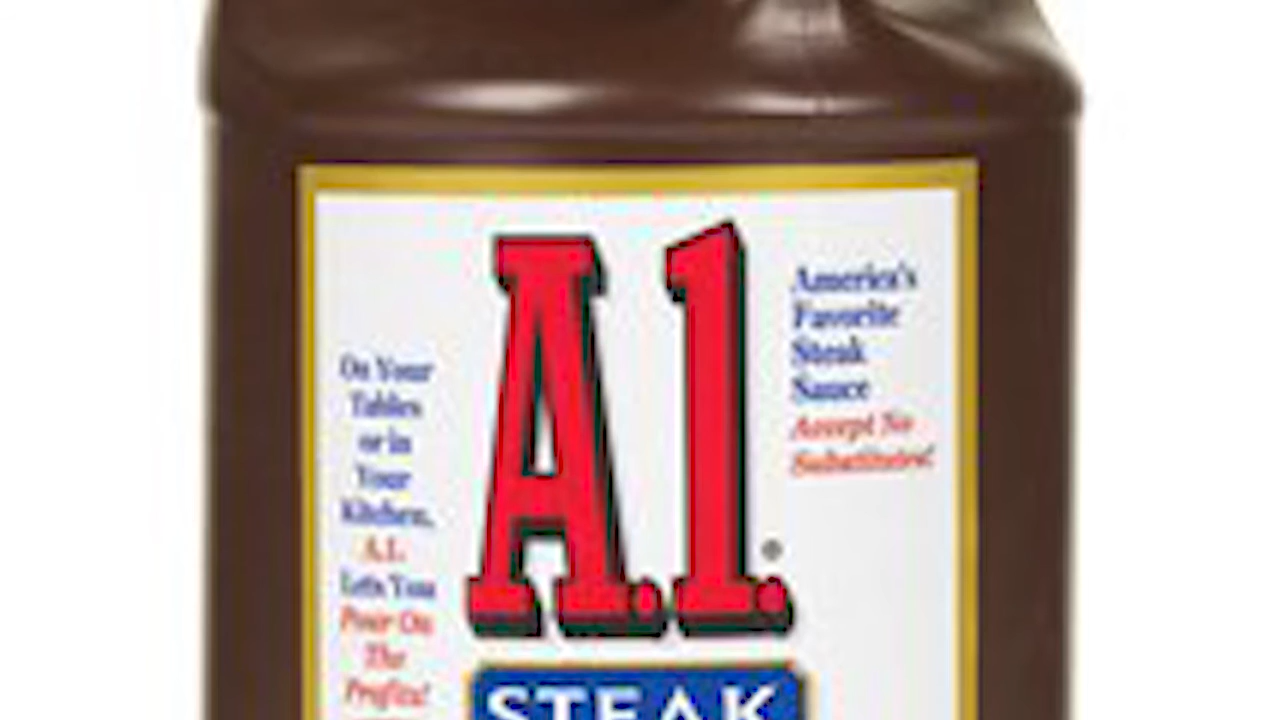 A.1.
®
America's
Favorite
Steak
Sauce
Accept No
Substitutes!
On Your
Tables
or in
Your
Kitchen,
A.1.
Lets You
Pour On
The
Profits!
STEAK